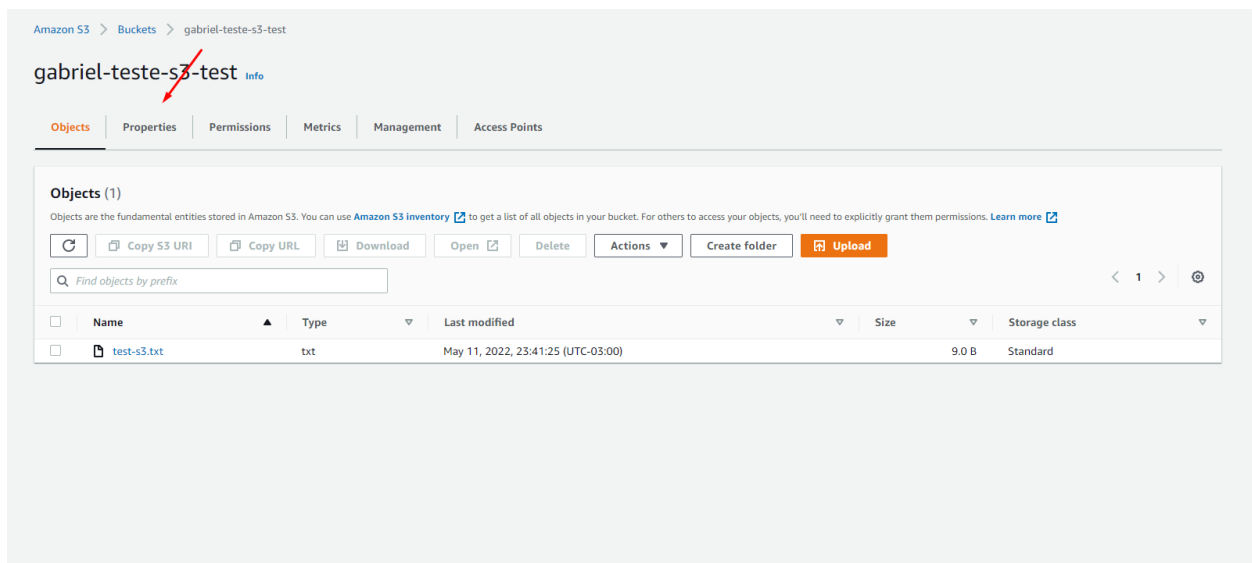 Amazon S3 > Buckets > gabriel-teste-s3-test
gabriel-teste-s3-test Info
Objects Properties Permissions Metrics Management Access Points
Objects (1)
Objects are the fundamental entities stored in Amazon S3. You can use Amazon S3 inventory to get a list of all objects in your bucket. For others to access your objects, you'll need to explicitly grant them permissions. Learn more
Copy S3 URI Copy URL Download Open Delete Actions Create folder Upload
Find objects by prefix
1
Name Type Last modified Size Storage class
test-s3.txt txt May 11, 2022, 23:41:25 (UTC-03:00) 9.0 B Standard